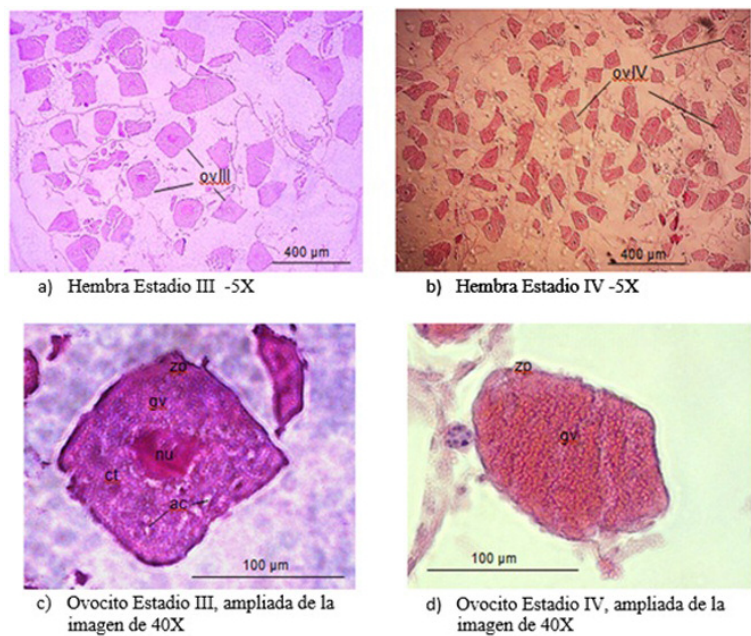 ovIII
400 µm
a) Hembra Estadio III -5X
ovIV
400 µm
b) Hembra Estadio IV -5X
zp
gv
nu
ct
ac
100 µm
c) Ovocito Estadio III, ampliada de la
imagen de 40X
zp
gv
100 µm
d) Ovocito Estadio IV, ampliada de la
imagen de 40X